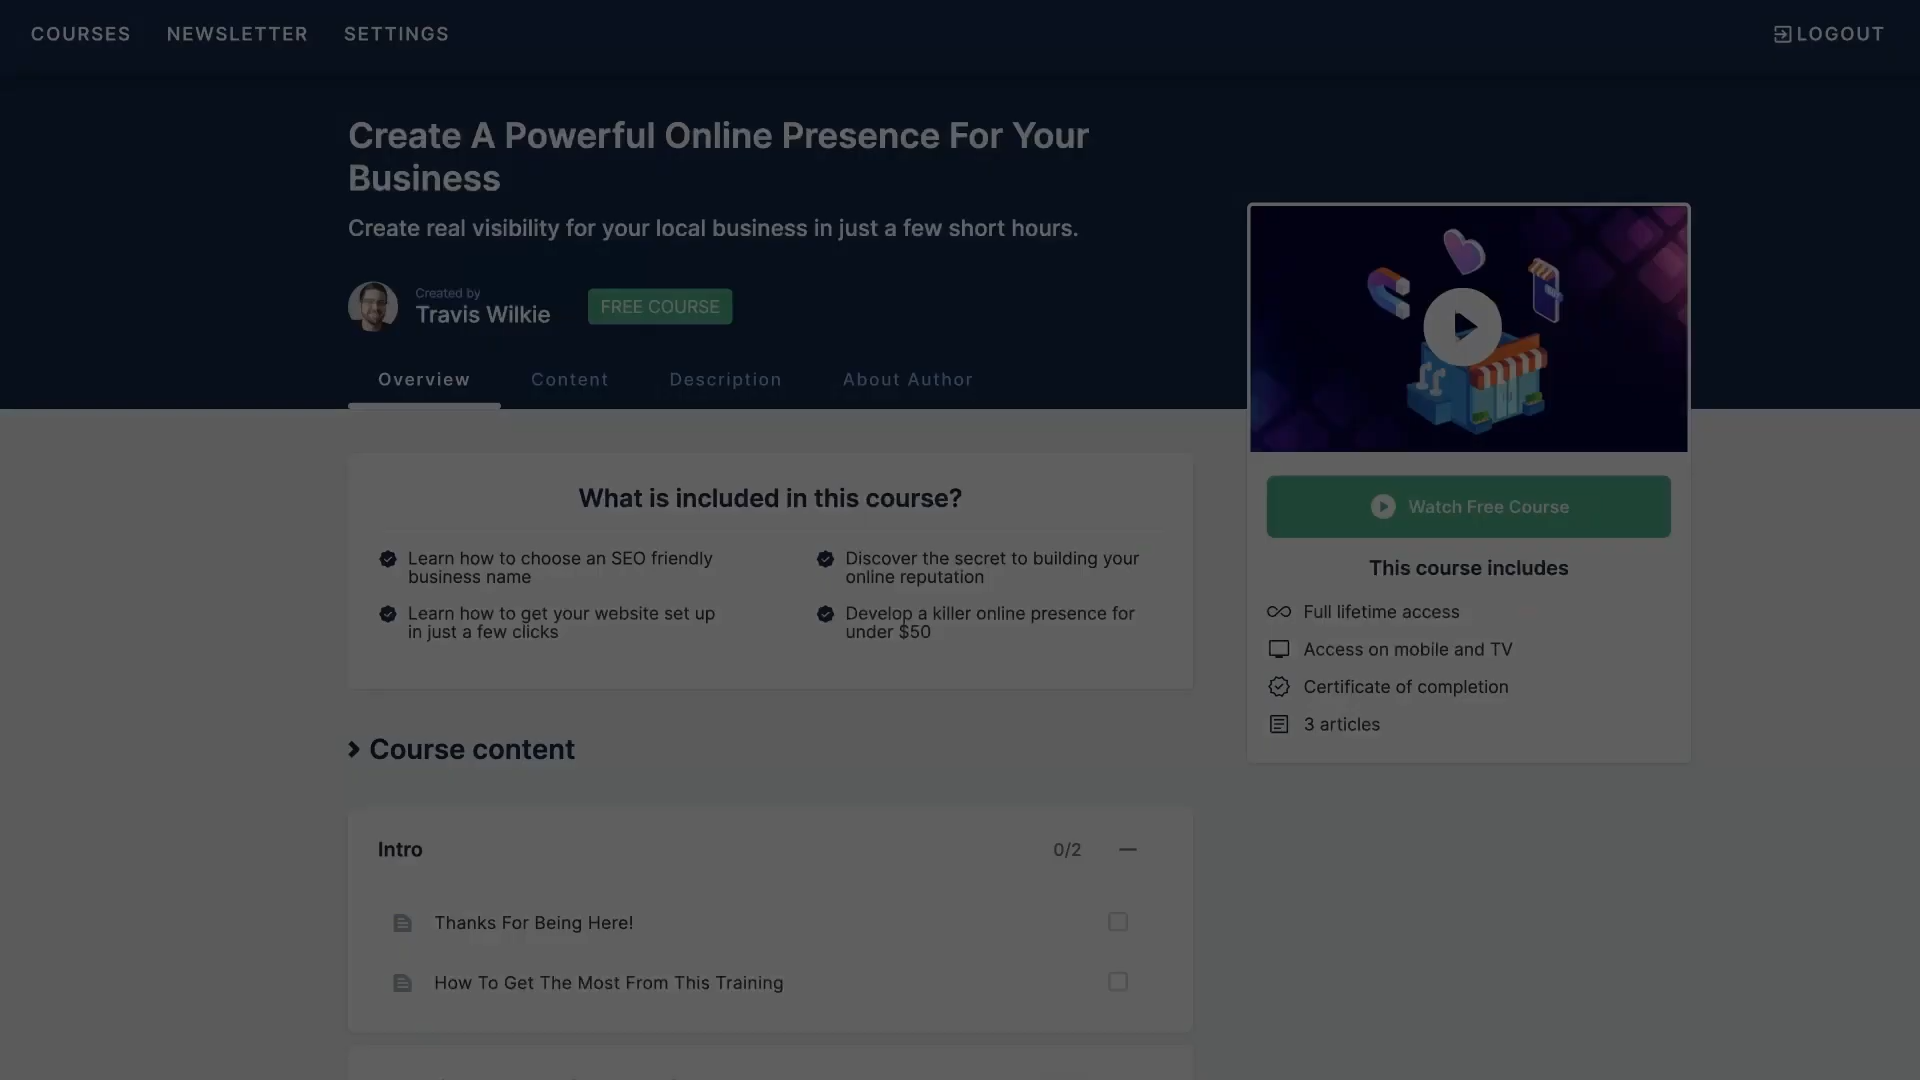 COURSES NEWSLETTER SETTINGS LOGOUT
Create A Powerful Online Presence For Your
Business
Create real visibility for your local business in just a few short hours.
Created by
Travis Wilkie
FREE COURSE
Overview Content Description About Author
What is included in this course?
Learn how to choose an SEO friendly
business name
Discover the secret to building your
online reputation
Learn how to get your website set up
in just a few clicks
Develop a killer online presence for
under $50
Watch Free Course
This course includes
Full lifetime access
Access on mobile and TV
Certificate of completion
3 articles
Course content
Intro 0/2
Thanks For Being Here!
How To Get The Most From This Training